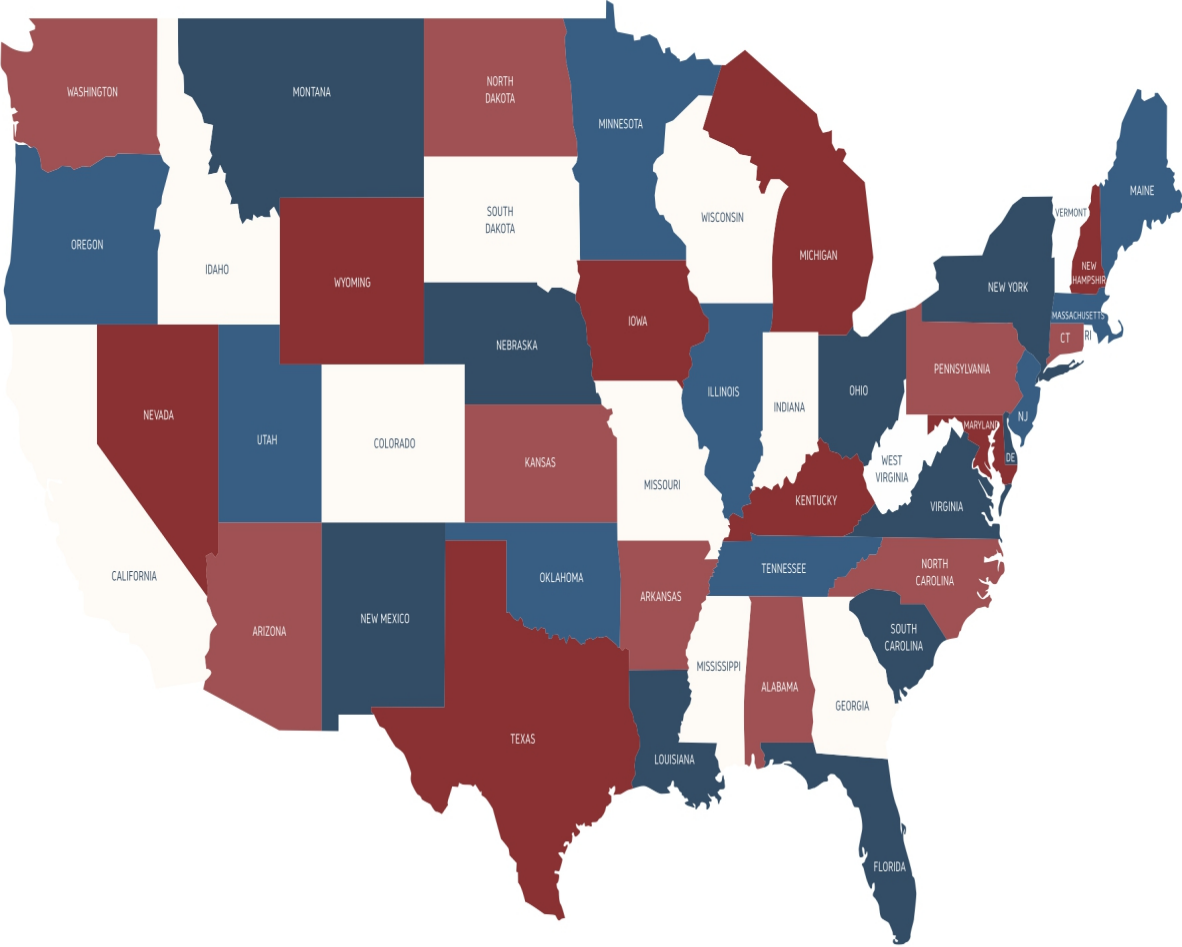 WASHINGTON
MONTANA
NORTH
DAKOTA
MINNESOTA
MAINE
OREGON
IDAHO
SOUTH
DAKOTA
WISCONSIN
VERMONT
MICHIGAN
NEW
HAMPSHIR
WYOMING
NEW YORK
IOWA
MASSACHUSETTS
NEBRASKA
CT
RI
PENNSYLVANIA
ILLINOIS
OHIO
INDIANA
NEVADA
UTAH
COLORADO
NJ
MARYLAND
KANSAS
WEST
VIRGINIA
DE
MISSOURI
KENTUCKY
VIRGINIA
CALIFORNIA
OKLAHOMA
TENNESSEE
NORTH
CAROLINA
ARKANSAS
ARIZONA
NEW MEXICO
SOUTH
CAROLINA
MISSISSIPPI
ALABAMA
GEORGIA
TEXAS
LOUISIANA
FLORIDA